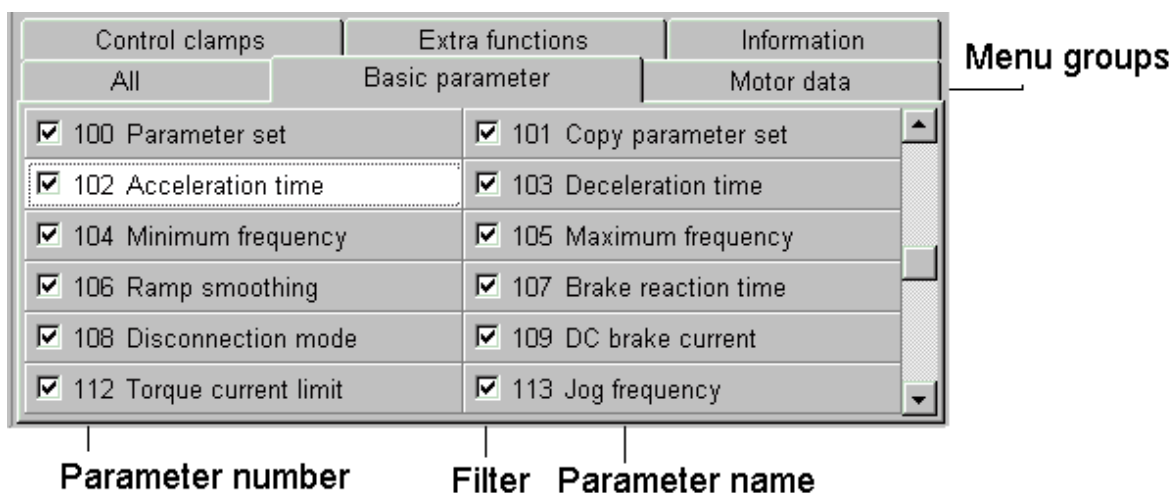 Control clamps Extra functions Information
Menu groups
All Basic parameter Motor data
100 Parameter set 101 Copy parameter set
102 Acceleration time 103 Deceleration time
104 Minimum frequency 105 Maximum frequency
106 Ramp smoothing 107 Brake reaction time
108 Disconnection mode 109 DC brake current
112 Torque current limit 113 Jog frequency
Parameter number Filter Parameter name